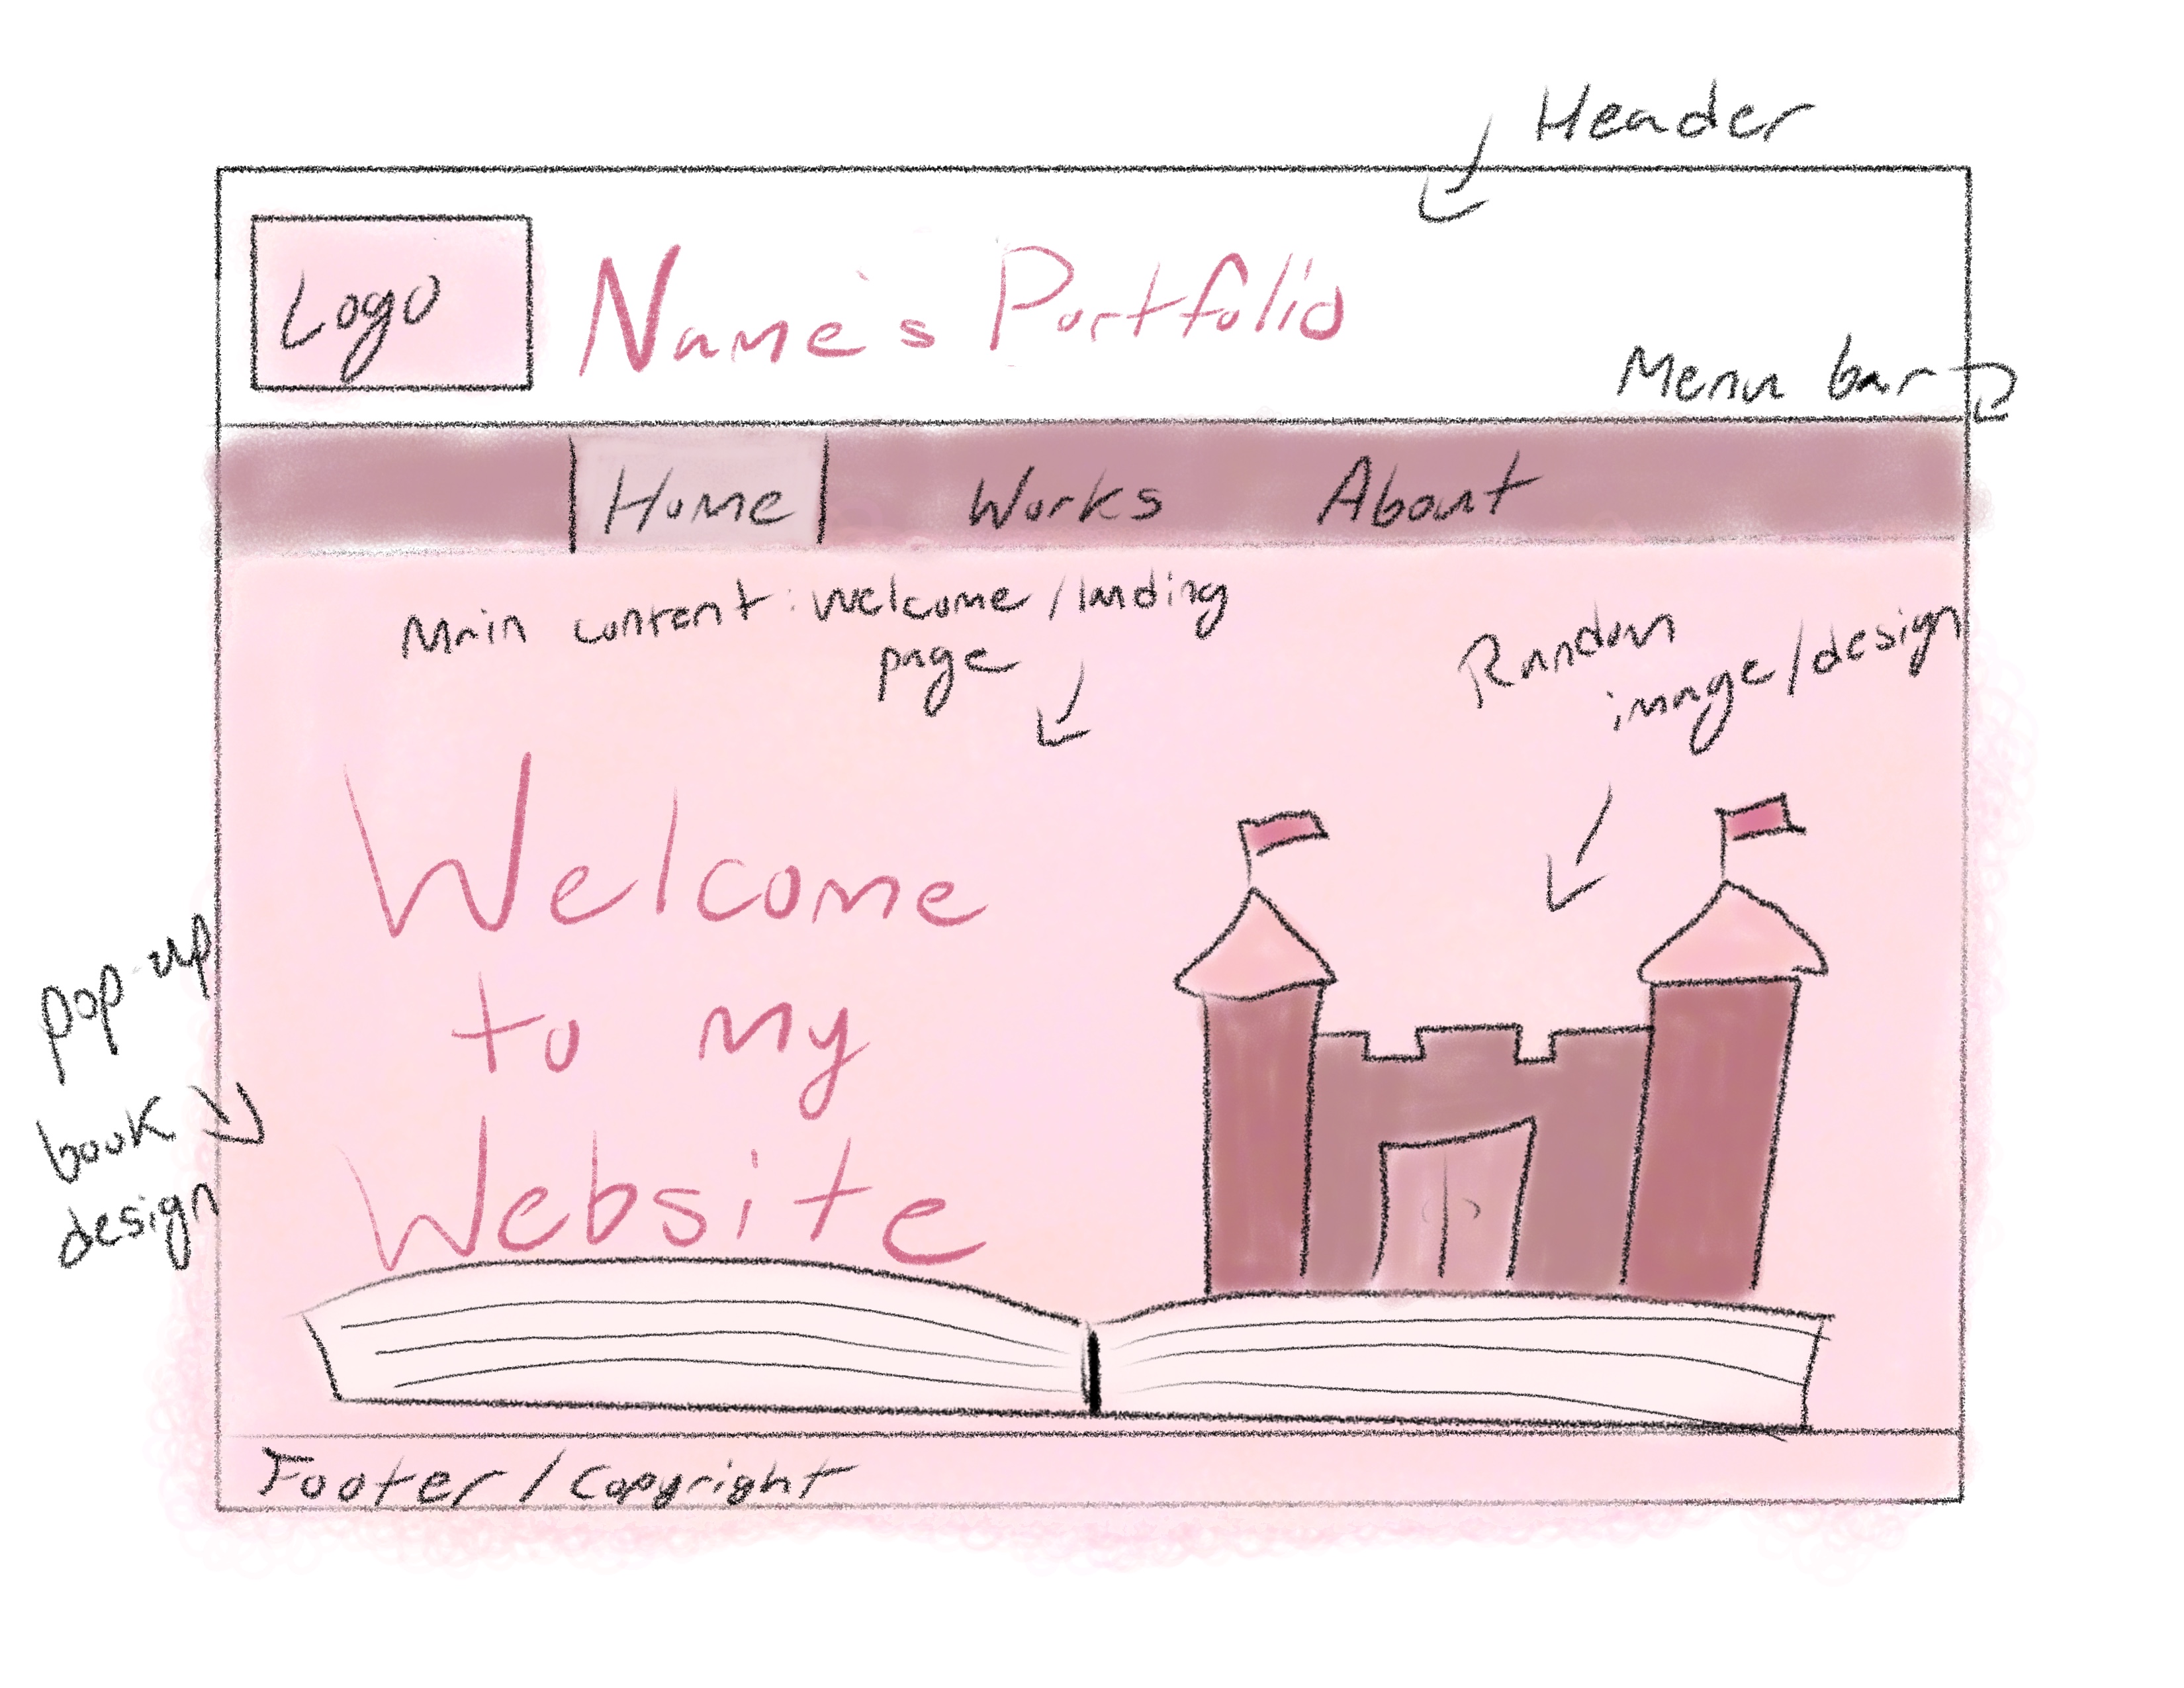 Header
Logo
Name's Portfolio
Menu bar
Home Works About
Main content: welcome/landing
page
Random
image/design
Welcome
to my
Website
pop-up
book
design
Footer/Copyright